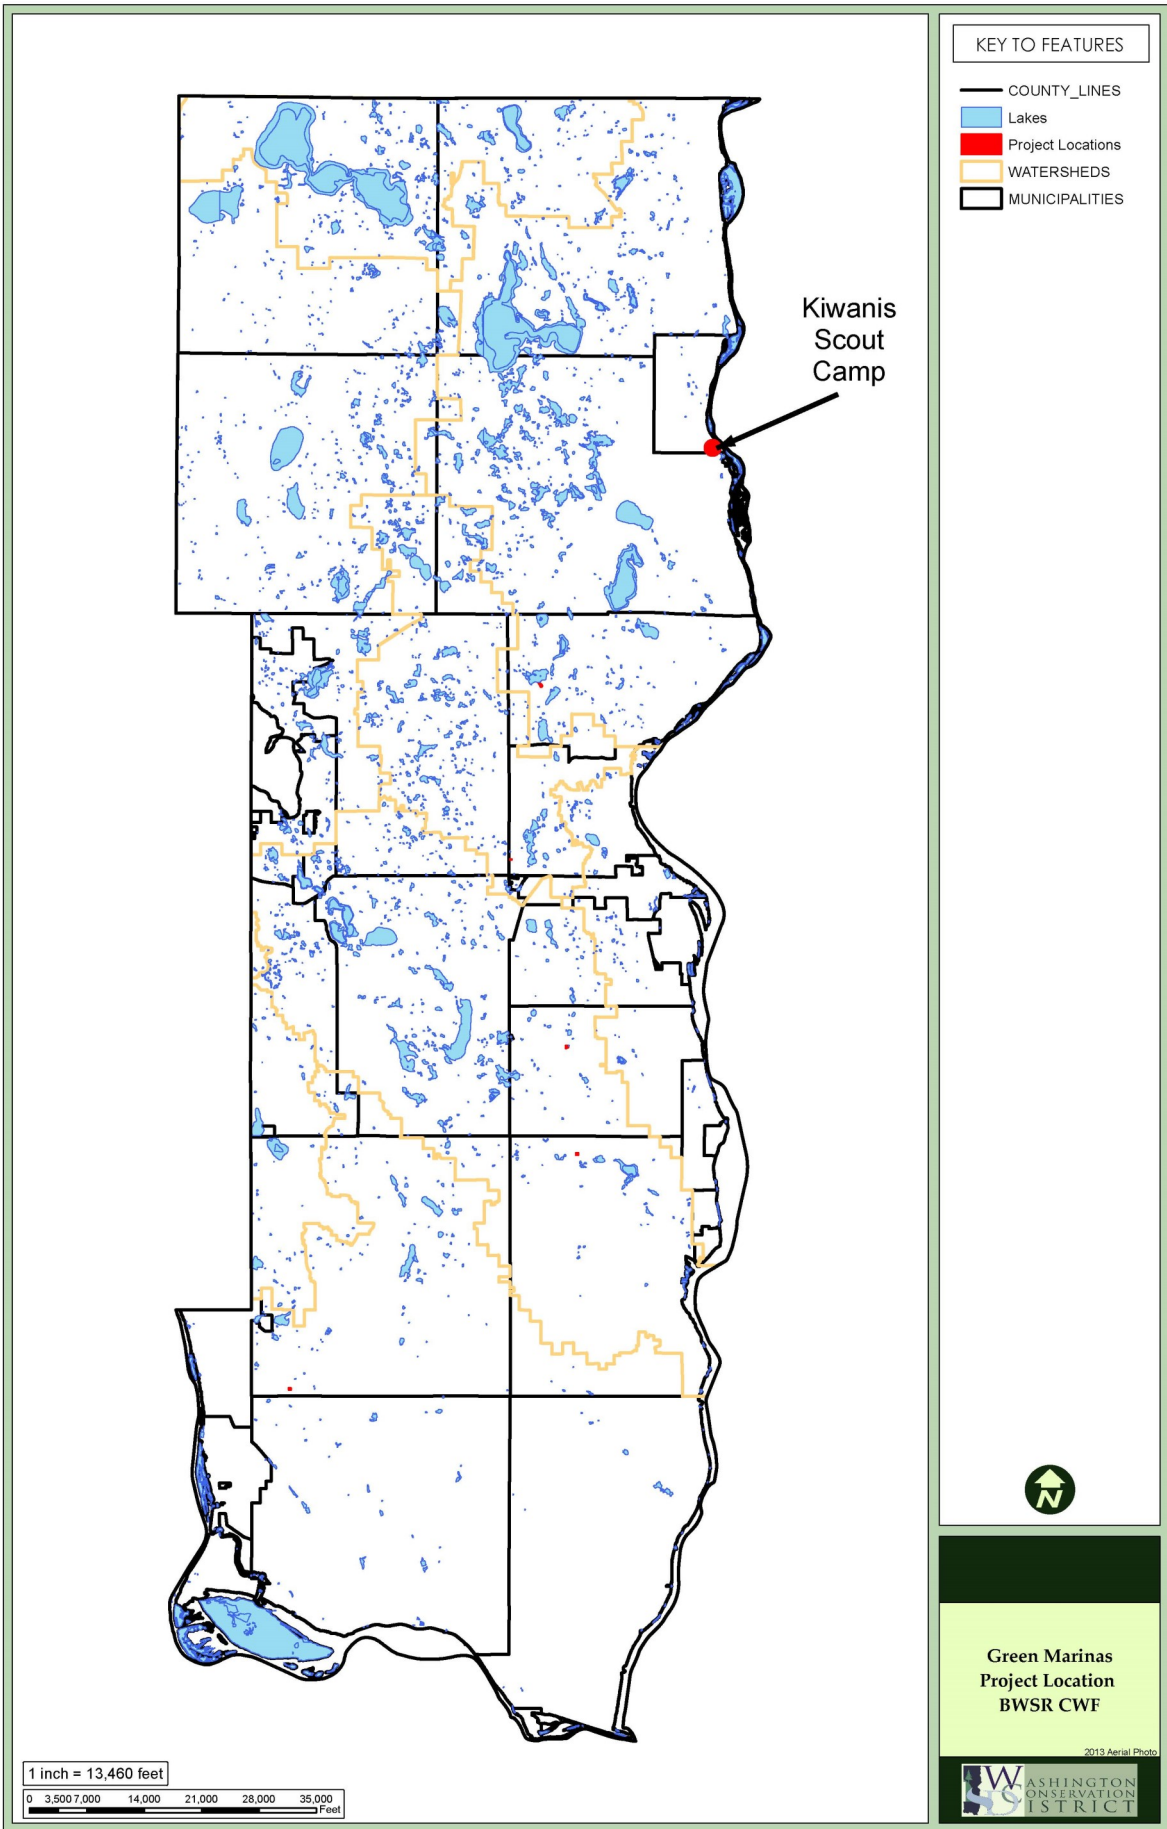 KEY TO FEATURES
COUNTY_LINES
Lakes
Project Locations
WATERSHEDS
MUNICIPALITIES
Kiwanis
Scout
Camp
N
Green Marinas
Project Location
BWSR CWF
2013 Aerial Photo
WASHINGTON
CONSERVATION
DISTRICT
1 inch = 13,460 feet
0 3,500 7,000 14,000 21,000 28,000 35,000
Feet